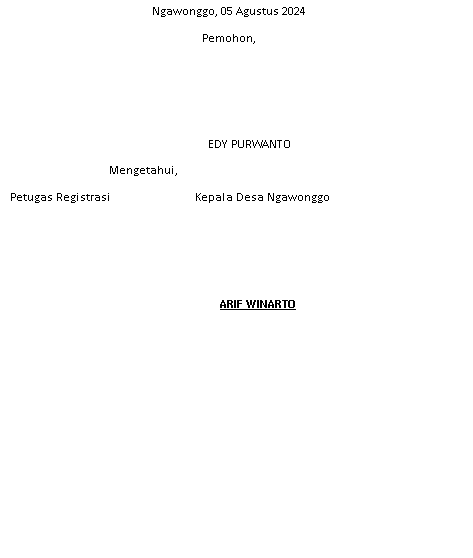 Ngawonggo, 05 Agustus 2024
Pemohon,
EDY PURWANTO
Mengetahui,
Petugas Registrasi Kepala Desa Ngawonggo
ARIF WINARTO